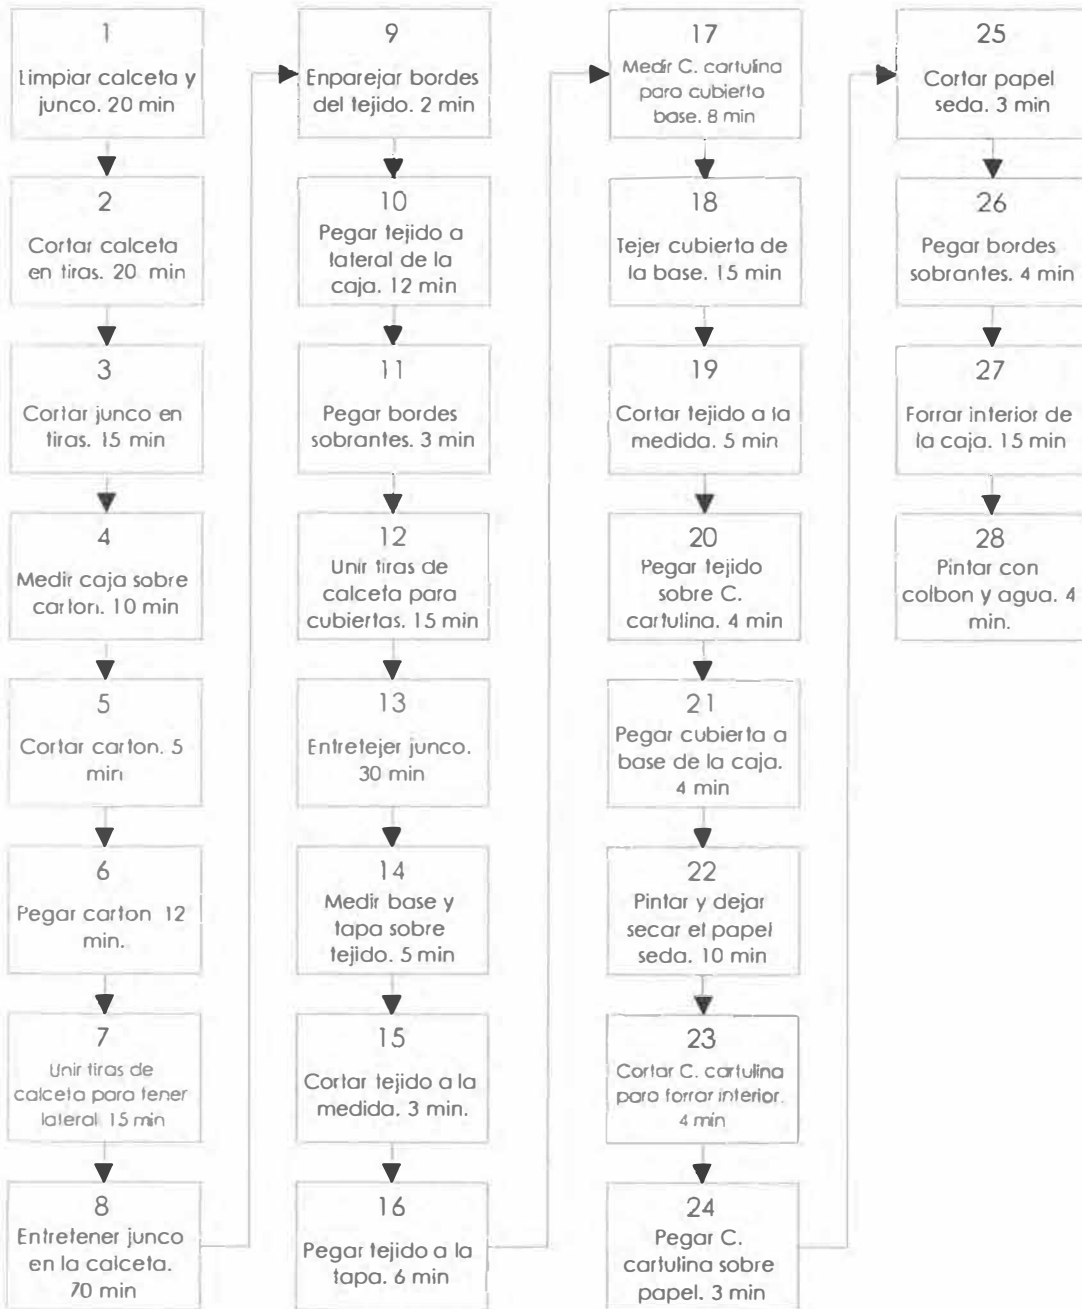 1
Limpiar calceta y
junco. 20 min
2
Cortar calceta
en tiras. 20 min
3
Cortar junco en
tiras. 15 min
4
Medir caja sobre
carton. 10 min
5
Cortar carton. 5
min
6
Pegar carton 12
min.
7
Unir tiras de
calceta para tener
lateral 15 min
8
Entretener junco
en la calceta.
70 min
9
Enparejar bordes
del tejido. 2 min
10
Pegar tejido a
lateral de la
caja. 12 min
11
Pegar bordes
sobrantes. 3 min
12
Unir tiras de
calceta para
cubiertas. 15 min
13
Entretejer junco.
30 min
14
Medir base y
tapa sobre
tejido. 5 min
15
Cortar tejido a la
medida. 3 min.
16
Pegar tejido a la
tapa. 6 min
17
Medir C. cartulina
para cubierta
base. 8 min
18
Tejer cubierta de
la base. 15 min
19
Cortar tejido a la
medida. 5 min
20
Pegar tejido
sobre C.
cartulina. 4 min
21
Pegar cubierta a
base de la caja.
4 min
22
Pintar y dejar
secar el papel
seda. 10 min
23
Cortar C. cartulina
para forrar interior.
4 min
24
Pegar C.
cartulina sobre
papel. 3 min
25
Cortar papel
seda. 3 min
26
Pegar bordes
sobrantes. 4 min
27
Forrar interior de
la caja. 15 min
28
Pintar con
colbon y agua. 4
min.